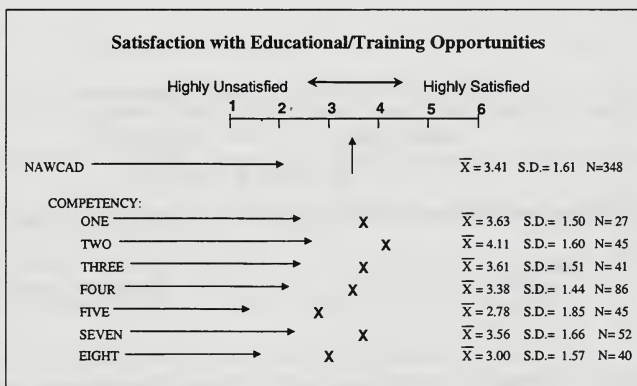 Satisfaction with Educational/Training Opportunities
Highly Unsatisfied Highly Satisfied
1 2 3 4 5 6
NAWCAD X̄ = 3.41 S.D.= 1.61 N=348
COMPETENCY:
ONE X X̄ = 3.63 S.D.= 1.50 N= 27
TWO X X̄ = 4.11 S.D.= 1.60 N= 45
THREE X X̄ = 3.61 S.D.= 1.51 N= 41
FOUR X X̄ = 3.38 S.D.= 1.44 N= 86
FIVE X X̄ = 2.78 S.D.= 1.85 N= 45
SEVEN X X̄ = 3.56 S.D.= 1.66 N= 52
EIGHT X X̄ = 3.00 S.D.= 1.57 N= 40